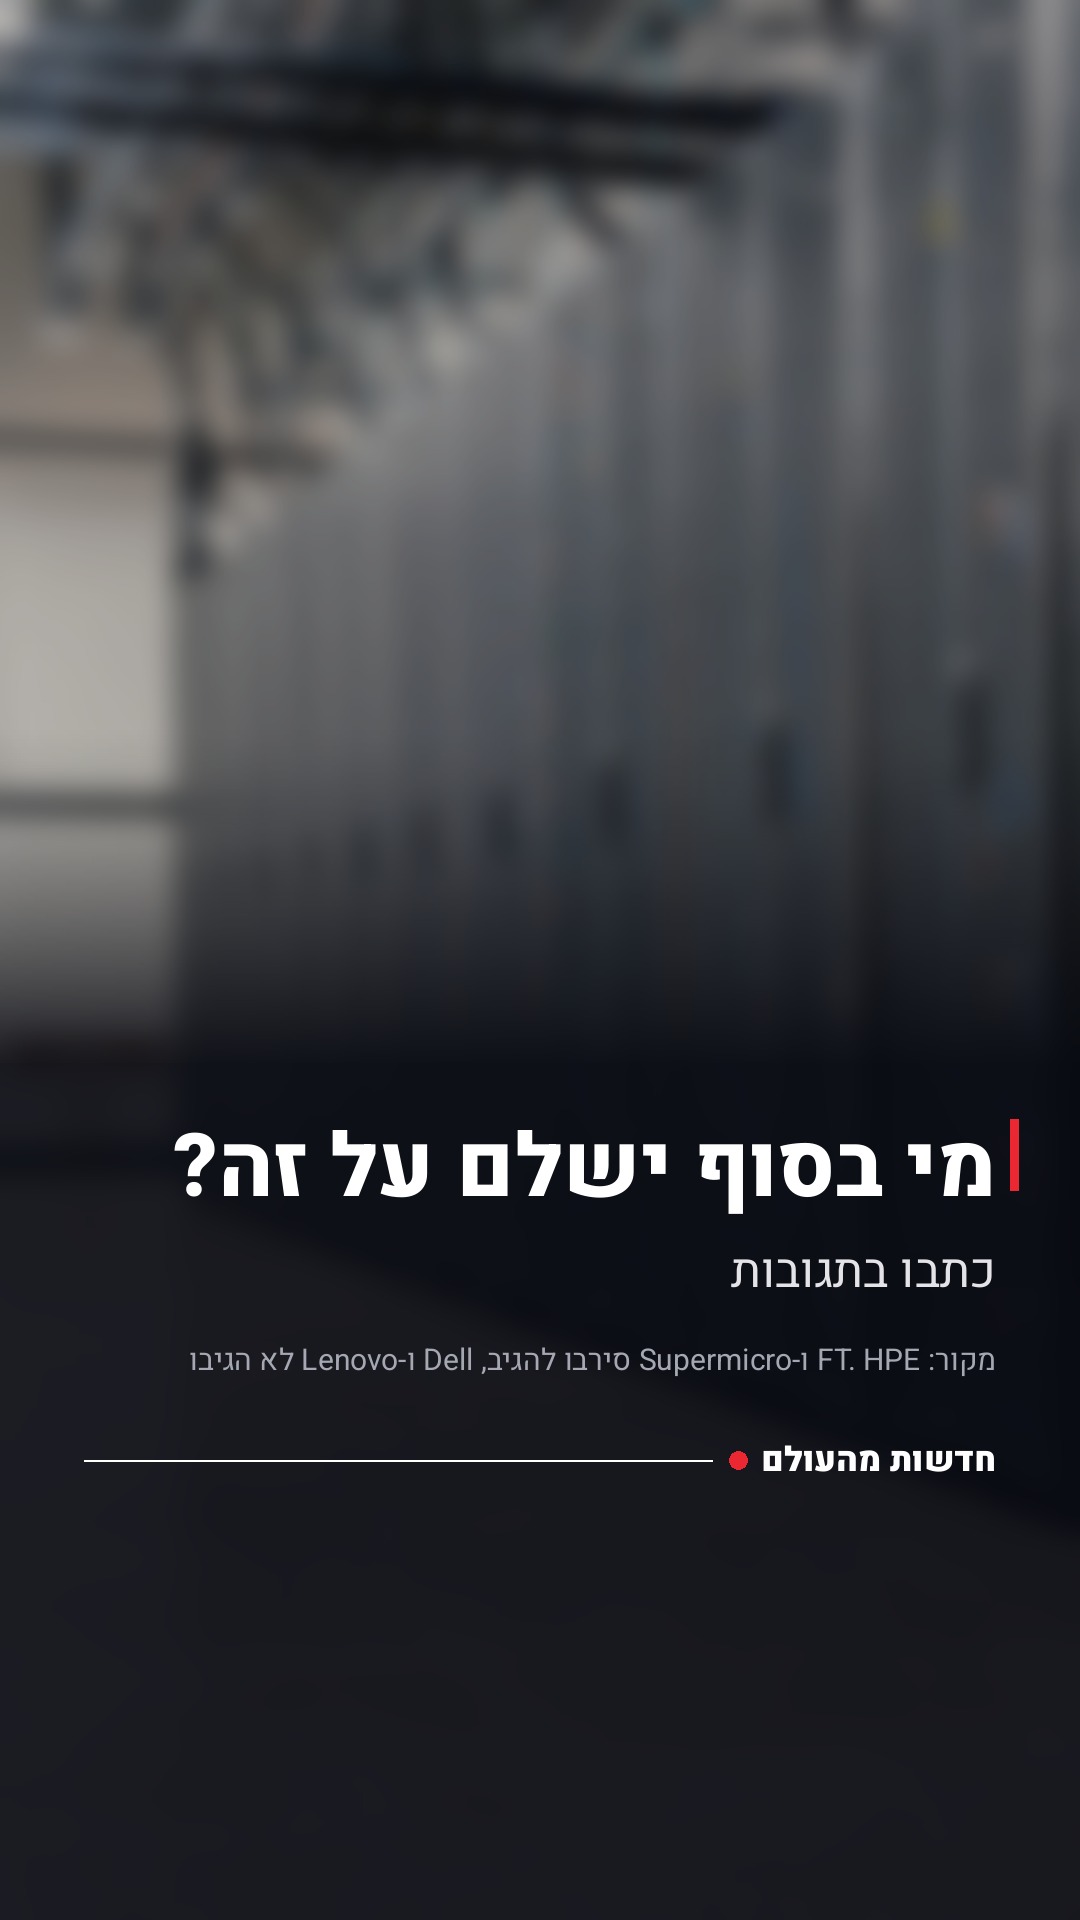 מי בסוף ישלם על זה?
כתבו בתגובות
מקור: FT. HPE ו-Supermicro סירבו להגיב, Dell ו-Lenovo לא הגיבו
חדשות מהעולם